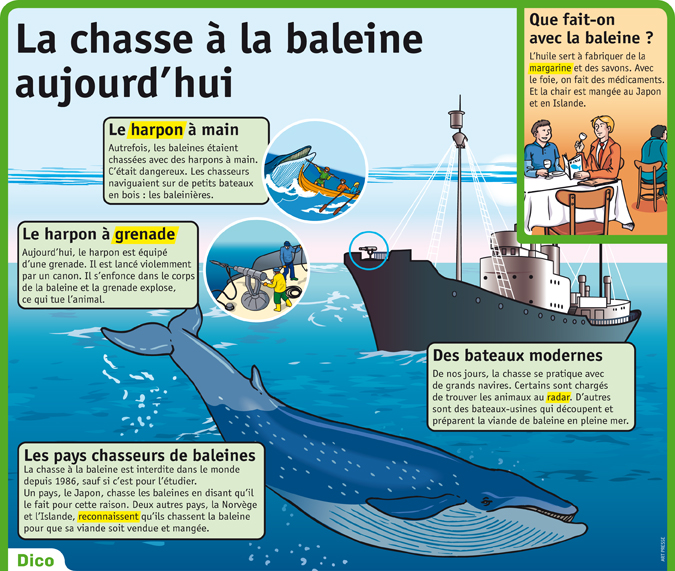 La chasse à la baleine
aujourd’hui
Que fait-on
avec la baleine ?
L’huile sert à fabriquer de la
margarine et des savons. Avec
le foie, on fait des médicaments.
Et la chair est mangée au Japon
et en Islande.
Le harpon à main
Autrefois, les baleines étaient
chassées avec des harpons à main.
C’était dangereux. Les chasseurs
naviguaient sur de petits bateaux
en bois : les baleinières.
Le harpon à grenade
Aujourd’hui, le harpon est équipé
d’une grenade. Il est lancé violemment
par un canon. Il s’enfonce dans le corps
de la baleine et la grenade explose,
ce qui tue l’animal.
Des bateaux modernes
De nos jours, la chasse se pratique avec
de grands navires. Certains sont chargés
de trouver les animaux au radar. D’autres
sont des bateaux-usines qui découpent et
préparent la viande de baleine en pleine mer.
Les pays chasseurs de baleines
La chasse à la baleine est interdite dans le monde
depuis 1986, sauf si c’est pour l’étudier.
Un pays, le Japon, chasse les baleines en disant qu’il
le fait pour cette raison. Deux autres pays, la Norvège
et l’Islande, reconnaissent qu’ils chassent la baleine
pour que sa viande soit vendue et mangée.
Dico
ART PRESSE